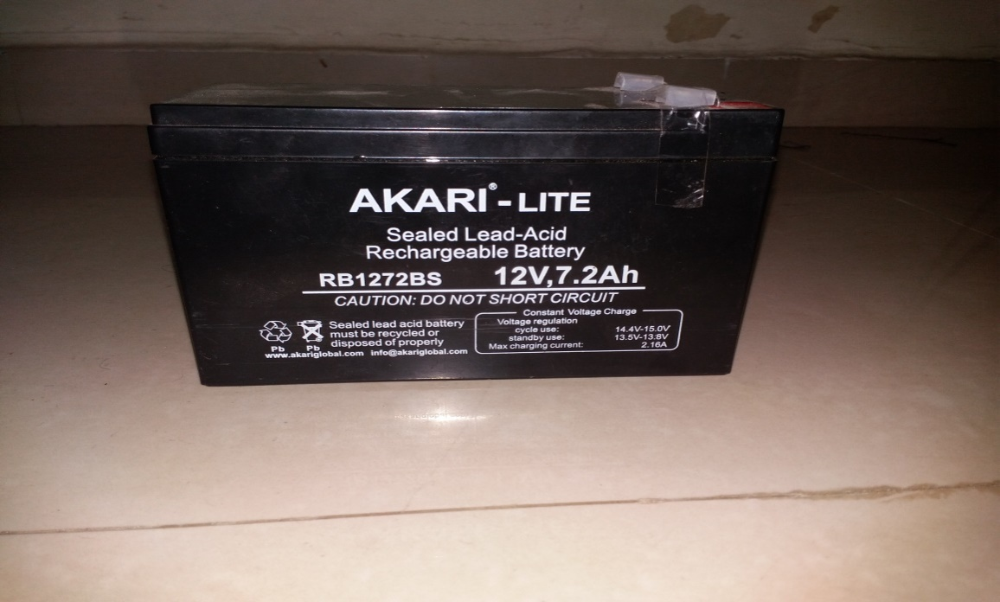 AKARI® - LITE
Sealed Lead-Acid
Rechargeable Battery
RB1272BS 12V,7.2Ah
CAUTION: DO NOT SHORT CIRCUIT
Sealed lead acid battery
must be recycled or
disposed of properly
Pb Pb
www.akariglobal.com info@akariglobal.com
Constant Voltage Charge
Voltage regulation
cycle use: 14.4V-15.0V
standby use: 13.5V-13.8V
Max charging current: 2.16A